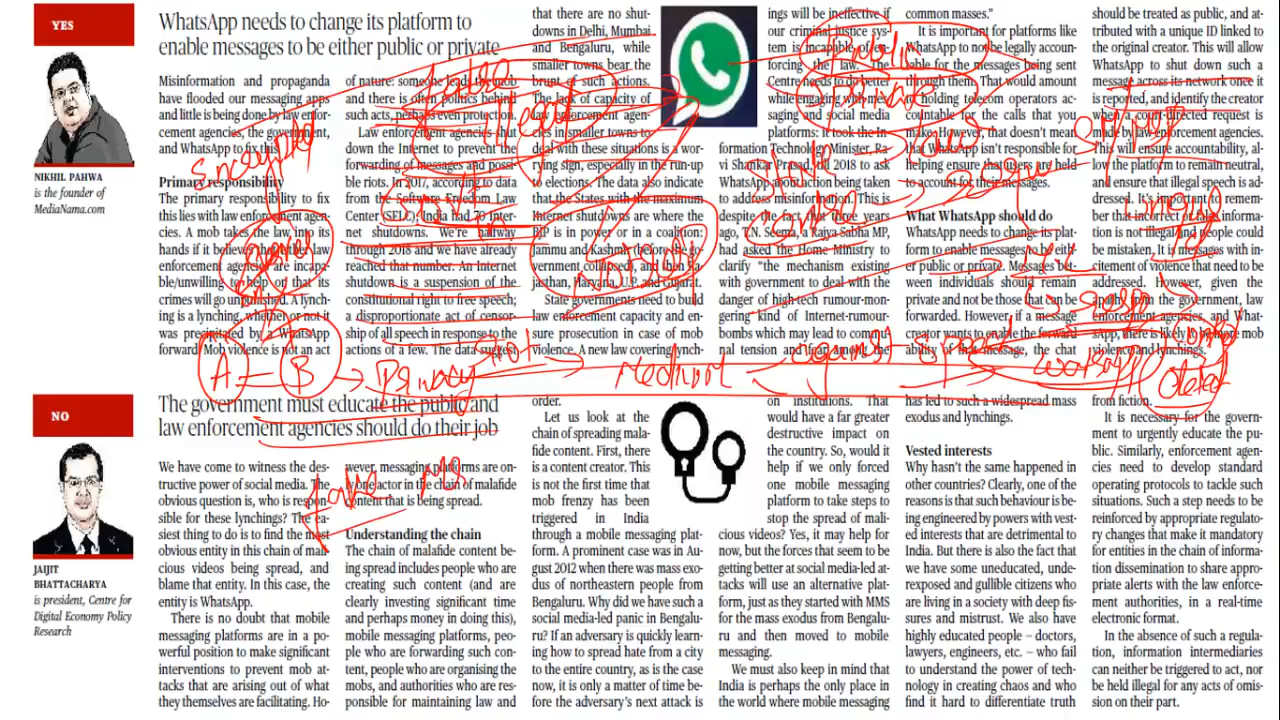 YES
NIKHIL PAHWA
is the founder of
MediaNama.com
WhatsApp needs to change its platform to
enable messages to be either public or private
Misinformation and propaganda
have flooded our messaging apps
and little is being done by law enfor-
cement agencies, the government,
and WhatsApp to fix this.
Primary responsibility
The primary responsibility to fix
this lies with law enforcement agen-
cies. A mob takes the law into its
hands if it believes either law
enforcement agencies are incapa-
ble/unwilling to help or that its
crimes will go unpunished. A lynch-
ing is a lynching, whether or not it
was precipitated by a WhatsApp
forward. Mob violence is not an act
of nature: someone leads the mob
and there is often politics behind
such acts, perhaps even protection.
Law enforcement agencies shut
down the Internet to prevent the
forwarding of messages and possi-
ble riots. In 2017, according to data
from the Software Freedom Law
Center (SFLC), India had 70 Inter-
net shutdowns. We're halfway
through 2018 and we have already
reached that number. An Internet
shutdown is a suspension of the
constitutional right to free speech;
a disproportionate act of censor-
ship of all speech in response to the
actions of a few. The data suggest
that there are no shut-
downs in Delhi, Mumbai
and Bengaluru, while
smaller towns bear the
brunt of such actions.
The lack of capacity of
law enforcement agen-
cies in smaller towns to
deal with these situations is a wor-
rying sign, especially in the run-up
to elections. The data also indicate
that the States with the maximum
Internet shutdowns are where the
BJP is in power or in a coalition:
Jammu and Kashmir (before the go-
vernment collapsed), and then Ra-
jasthan, Haryana, U.P. and Gujarat.
State governments need to build
law enforcement capacity and en-
sure prosecution in case of mob
violence. A new law covering lynch-
ings will be ineffective if
our criminal justice sys-
tem is incapable of en-
forcing the law. The
Centre needs to do better
while engaging with mes-
saging and social media
platforms: it took the In-
formation Technology Minister, Ra-
vi Shankar Prasad, till 2018 to ask
WhatsApp about action being taken
to address misinformation. This is
despite the fact that three years
ago, T.N. Seema, a Rajya Sabha MP,
had asked the Home Ministry to
clarify "the mechanism existing
with government to deal with the
danger of high-tech rumour-mon-
gering kind of Internet-rumour-
bombs which may lead to commu-
nal tension and fear among the
common masses."
It is important for platforms like
WhatsApp to not be legally accoun-
table for the messages being sent
through them. That would amount
to holding telecom operators ac-
countable for the calls that you
make. However, that doesn't mean
that WhatsApp isn't responsible for
helping ensure that users are held
to account for their messages.
What WhatsApp should do
WhatsApp needs to change its plat-
form to enable messages to be eith-
er public or private. Messages bet-
ween individuals should remain
private and not be those that can be
forwarded. However, if a message
creator wants to enable the forward
ability of that message, the chat
should be treated as public, and at-
tributed with a unique ID linked to
the original creator. This will allow
WhatsApp to shut down such a
message across its network once it
is reported, and identify the creator
when a court-directed request is
made by law enforcement agencies.
This will ensure accountability, al-
low the platform to remain neutral,
and ensure that illegal speech is ad-
dressed. It's important to remem-
ber that incorrect information
is not illegal and people could
be mistaken. It is messages with in-
citement of violence that need to be
addressed. However, given the
apathy from the government, law
enforcement agencies, and What-
sApp, there is likely to be more mob
violence and lynchings.
Public
Private
encrypted
Stop
Centre
Medium
Privacy
against
A
B
Fake
NO
JAIJIT
BHATTACHARYA
is president, Centre for
Digital Economy Policy
Research
The government must educate the public and
law enforcement agencies should do their job
We have come to witness the des-
tructive power of social media. The
obvious question is, who is respon-
sible for these lynchings? The ea-
siest thing to do is to find the most
obvious entity in this chain of mali-
cious videos being spread, and
blame that entity. In this case, the
entity is WhatsApp.
There is no doubt that mobile
messaging platforms are in a po-
werful position to make significant
interventions to prevent mob at-
tacks that are arising out of what
they themselves are facilitating. Ho-
wever, messaging platforms are on-
ly one actor in the chain of malafide
content that is being spread.
Understanding the chain
The chain of malafide content be-
ing spread includes people who are
creating such content (and are
clearly investing significant time
and perhaps money in doing this),
mobile messaging platforms, peo-
ple who are forwarding such con-
tent, people who are organising the
mobs, and authorities who are res-
ponsible for maintaining law and
order.
Let us look at the
chain of spreading mala-
fide content. First, there
is a content creator. This
is not the first time that
mob frenzy has been
triggered in India
through a mobile messaging plat-
form. A prominent case was in Au-
gust 2012 when there was mass exo-
dus of northeastern people from
Bengaluru. Why did we have such a
social media-led panic in Bengalu-
ru? If an adversary is quickly learn-
ing how to spread hate from a city
to the entire country, as is the case
now, it is only a matter of time be-
fore the adversary's next attack is
on institutions. That
would have a far greater
destructive impact on
the country. So, would it
help if we only forced
one mobile messaging
platform to take steps to
stop the spread of mali-
cious videos? Yes, it may help for
now, but the forces that seem to be
getting better at social media-led at-
tacks will use an alternative plat-
form, just as they started with MMS
for the mass exodus from Bengalu-
ru and then moved to mobile
messaging.
We must also keep in mind that
India is perhaps the only place in
the world where mobile messaging
has led to such a widespread mass
exodus and lynchings.
Vested interests
Why hasn't the same happened in
other countries? Clearly, one of the
reasons is that such behaviour is be-
ing engineered by powers with vest-
ed interests that are detrimental to
India. But there is also the fact that
we have some uneducated, unde-
rexposed and gullible citizens who
are living in a society with deep fis-
sures and mistrust. We also have
highly educated people – doctors,
lawyers, engineers, etc. – who fail
to understand the power of tech-
nology in creating chaos and who
find it hard to differentiate truth
from fiction.
It is necessary for the govern-
ment to urgently educate the pu-
blic. Similarly, enforcement agen-
cies need to develop standard
operating protocols to tackle such
situations. Such a step needs to be
reinforced by appropriate regulato-
ry changes that make it mandatory
for entities in the chain of informa-
tion dissemination to share appro-
priate alerts with the law enforce-
ment authorities, in a real-time
electronic format.
In the absence of such a regula-
tion, information intermediaries
can neither be triggered to act, nor
be held illegal for any acts of omis-
sion on their part.